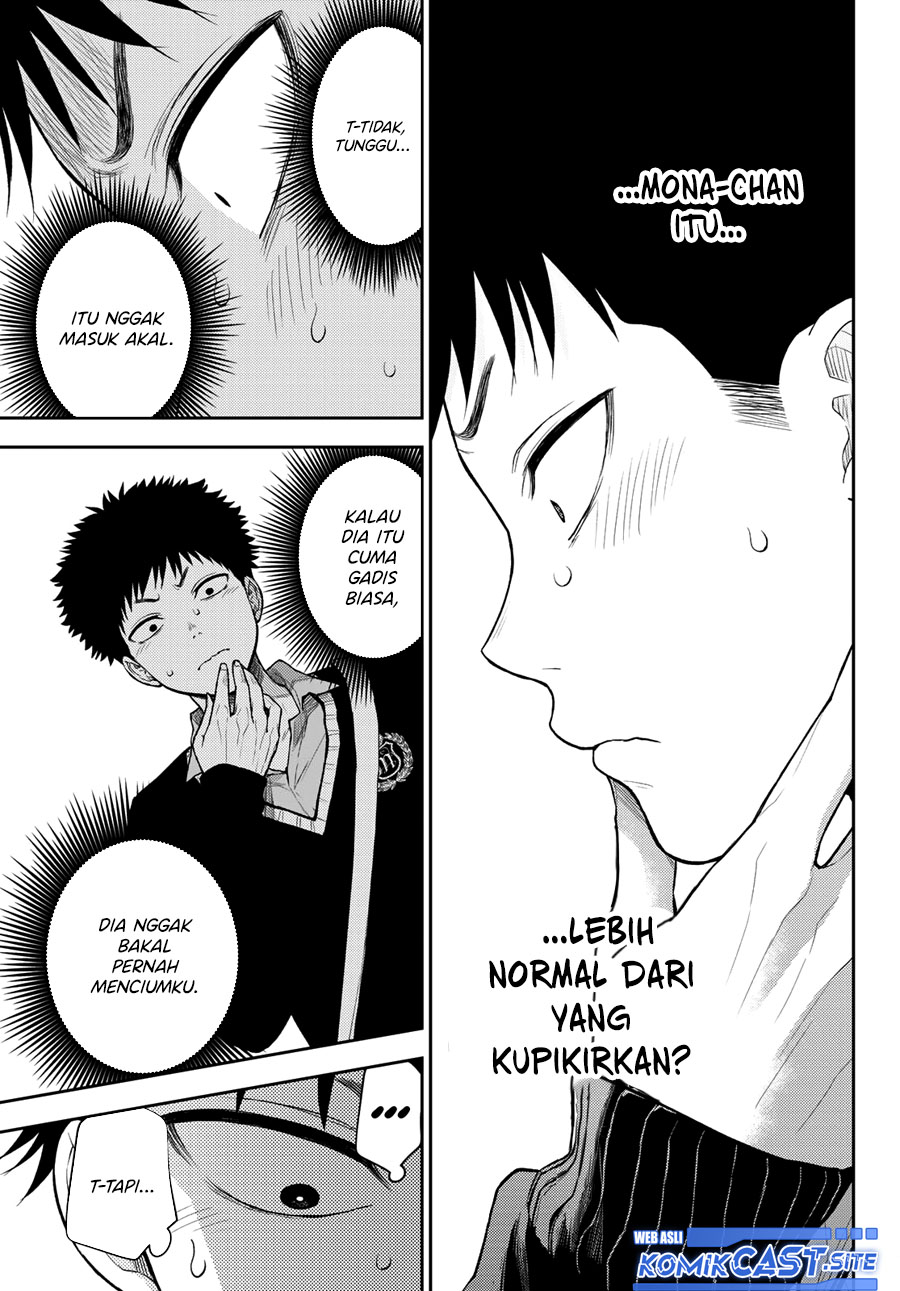 ...MONA-CHAN
ITU...
...LEBIH
NORMAL DARI
YANG
KUPIKIRKAN?
T-TIDAK,
TUNGGU...
ITU NGGAK
MASUK AKAL.
KALAU
DIA ITU
CUMA
GADIS
BIASA,
DIA NGGAK
BAKAL
PERNAH
MENCIUMKU.
...
T-TAPI...
WEB ASLI
KOMIKCAST.SITE